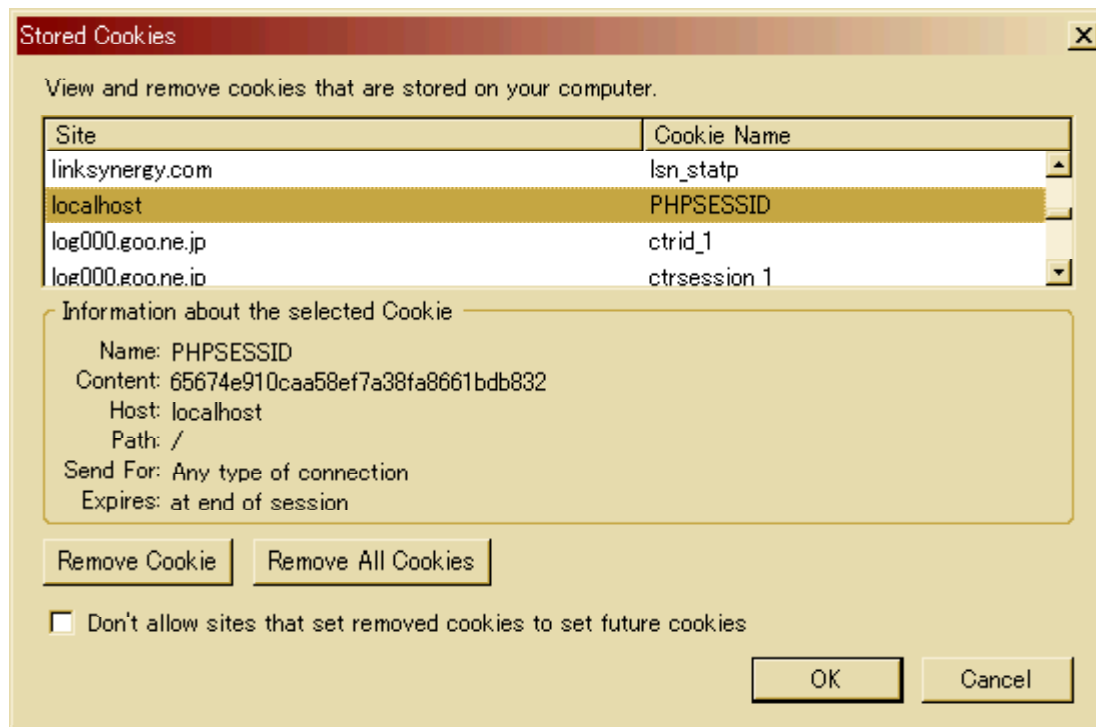 Stored Cookies
View and remove cookies that are stored on your computer.
Site Cookie Name
linksynergy.com lsn_statp
localhost PHPSESSID
log000.goo.ne.jp ctrid_1
log000.goo.ne.jp ctrsession 1
Information about the selected Cookie
Name: PHPSESSID
Content: 65674e910caa58ef7a38fa8661bdb832
Host: localhost
Path: /
Send For: Any type of connection
Expires: at end of session
Remove Cookie Remove All Cookies
Don't allow sites that set removed cookies to set future cookies
OK Cancel